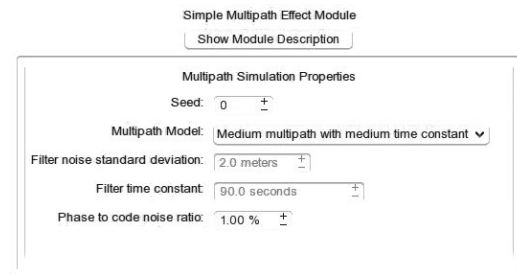 Simple Multipath Effect Module
Show Module Description
Multipath Simulation Properties
Seed: 0
Multipath Model: Medium multipath with medium time constant
Filter noise standard deviation: 2.0 meters
Filter time constant: 90.0 seconds
Phase to code noise ratio: 1.00 %